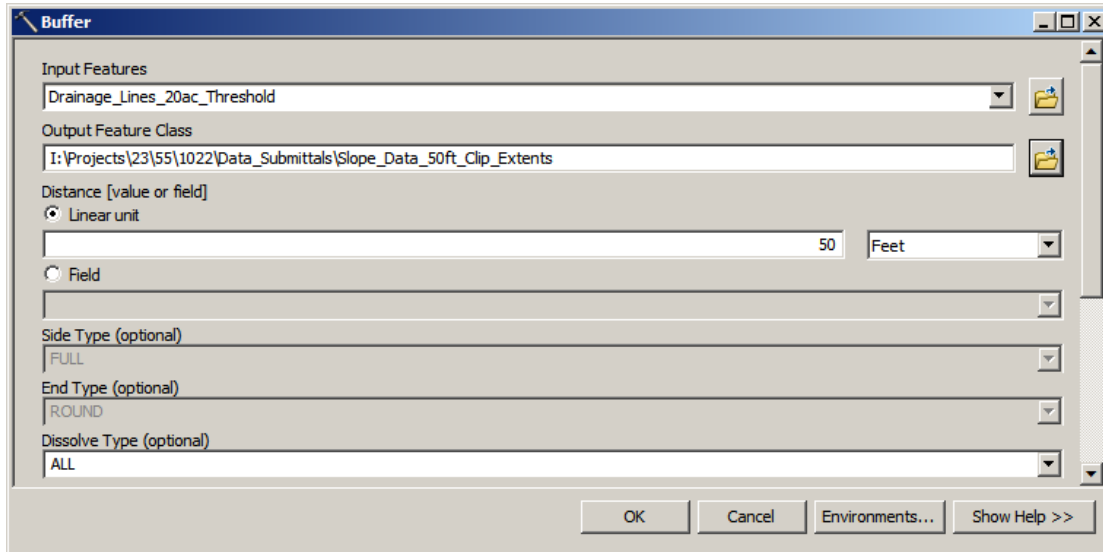 Buffer
Input Features
Drainage_Lines_20ac_Threshold
Output Feature Class
I:\Projects\23\55\1022\Data_Submittals\Slope_Data_50ft_Clip_Extents
Distance [value or field]
Linear unit
50 Feet
Field
Side Type (optional)
FULL
End Type (optional)
ROUND
Dissolve Type (optional)
ALL
OK Cancel Environments... Show Help >>